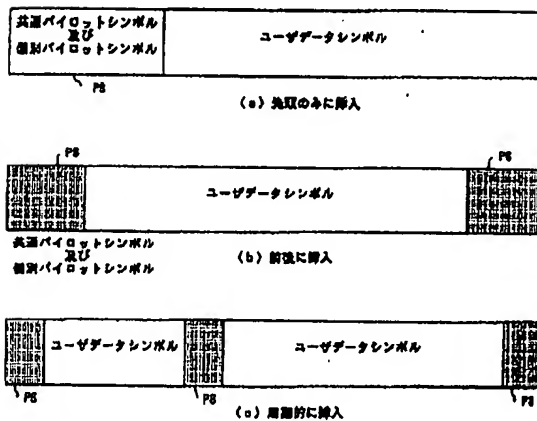 共通パイロットシンボル
及び
個別パイロットシンボル
ユーザデータシンボル
PS
(a) 先頭のみに挿入
PS
PS
ユーザデータシンボル
共通パイロットシンボル
及び
個別パイロットシンボル
(b) 前後に挿入
ユーザデータシンボル
ユーザデータシンボル
PS
PS
PS
(c) 周期的に挿入